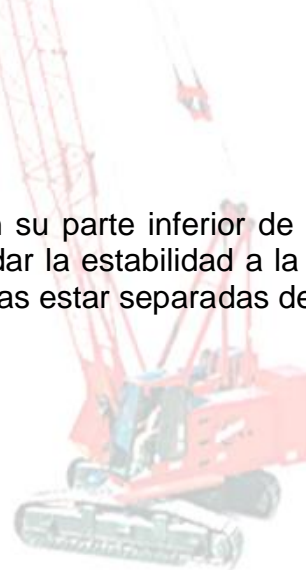 su parte inferior de
dar la estabilidad a la
as estar separadas de